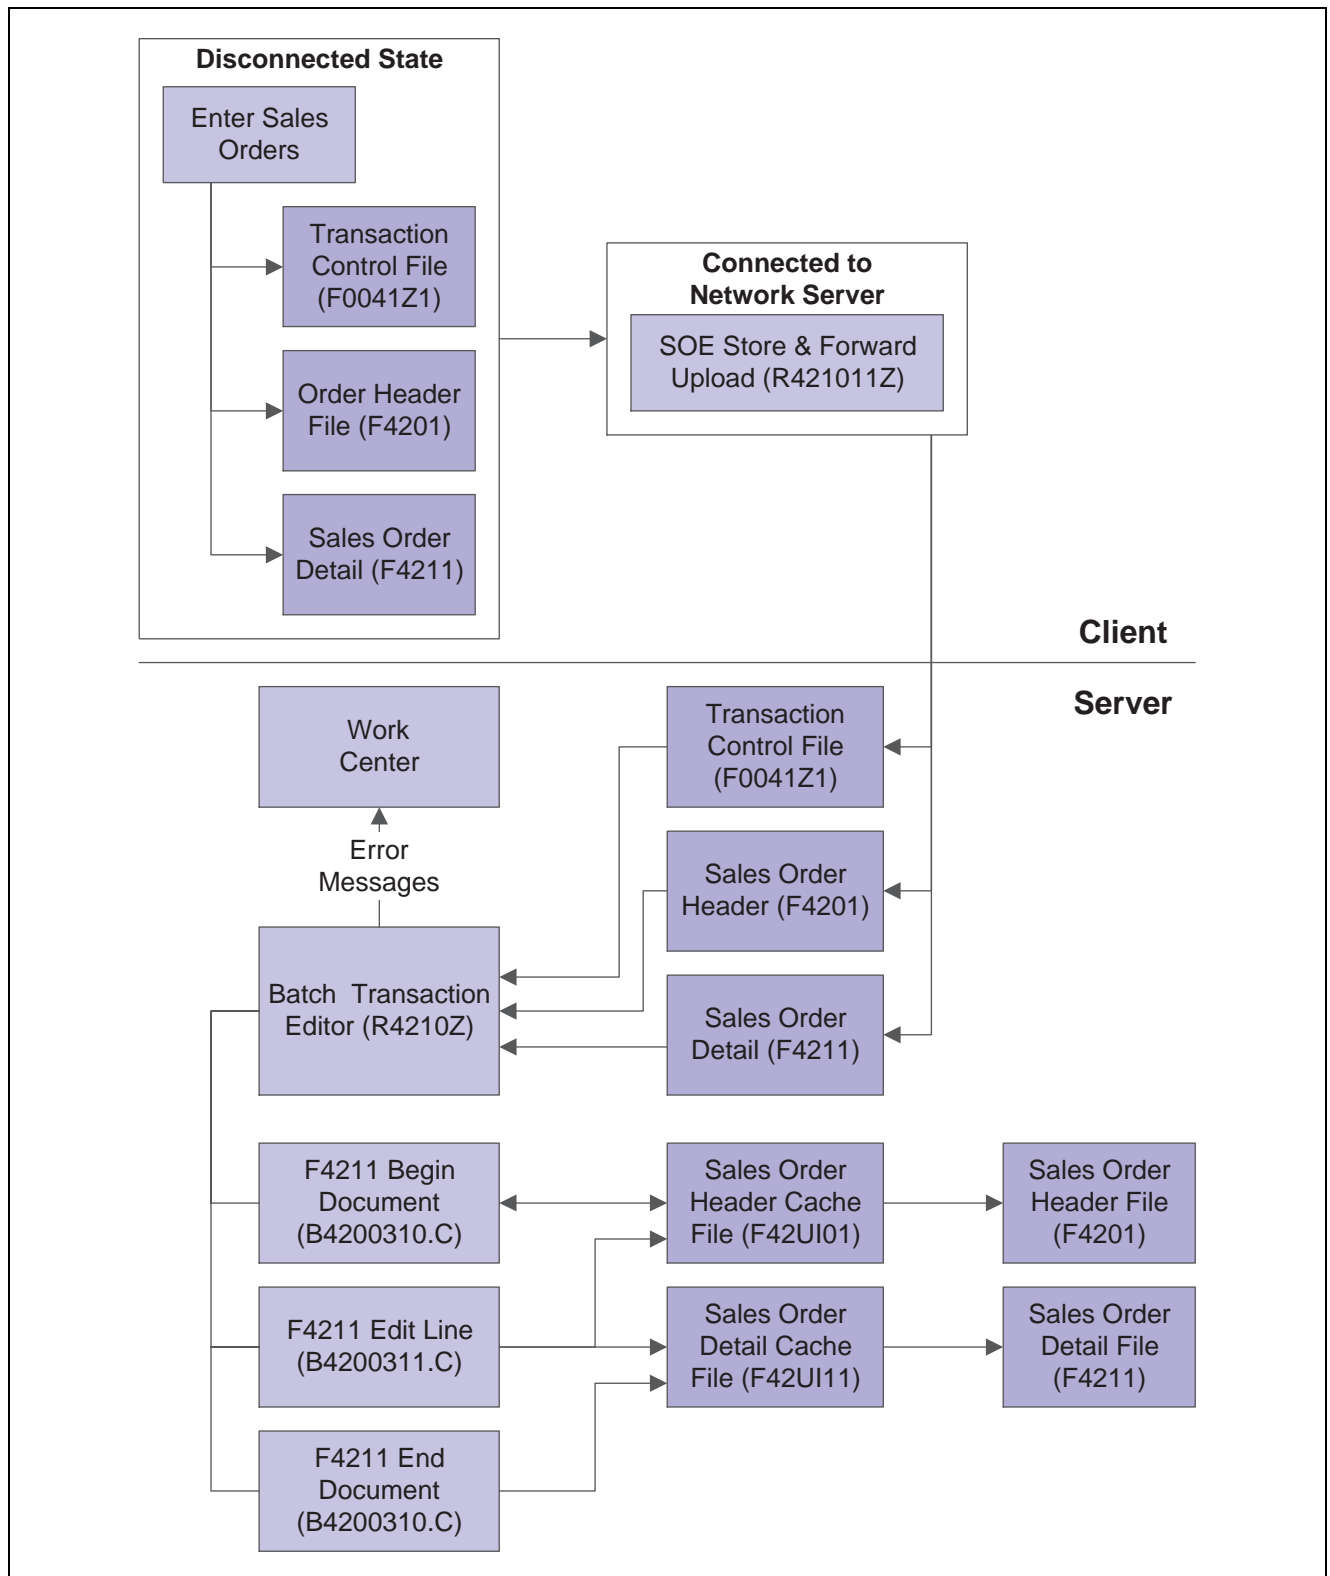 Disconnected State
Enter Sales
Orders
Transaction
Control File
(F0041Z1)
Order Header
File (F4201)
Sales Order
Detail (F4211)
Connected to
Network Server
SOE Store & Forward
Upload (R421011Z)
Client
Server
Work
Center
Error
Messages
Batch Transaction
Editor (R4210Z)
Transaction
Control File
(F0041Z1)
Sales Order
Header (F4201)
Sales Order
Detail (F4211)
F4211 Begin
Document
(B4200310.C)
Sales Order
Header Cache
File (F42UI01)
Sales Order
Header File
(F4201)
F4211 Edit Line
(B4200311.C)
Sales Order
Detail Cache
File (F42UI11)
Sales Order
Detail File
(F4211)
F4211 End
Document
(B4200310.C)